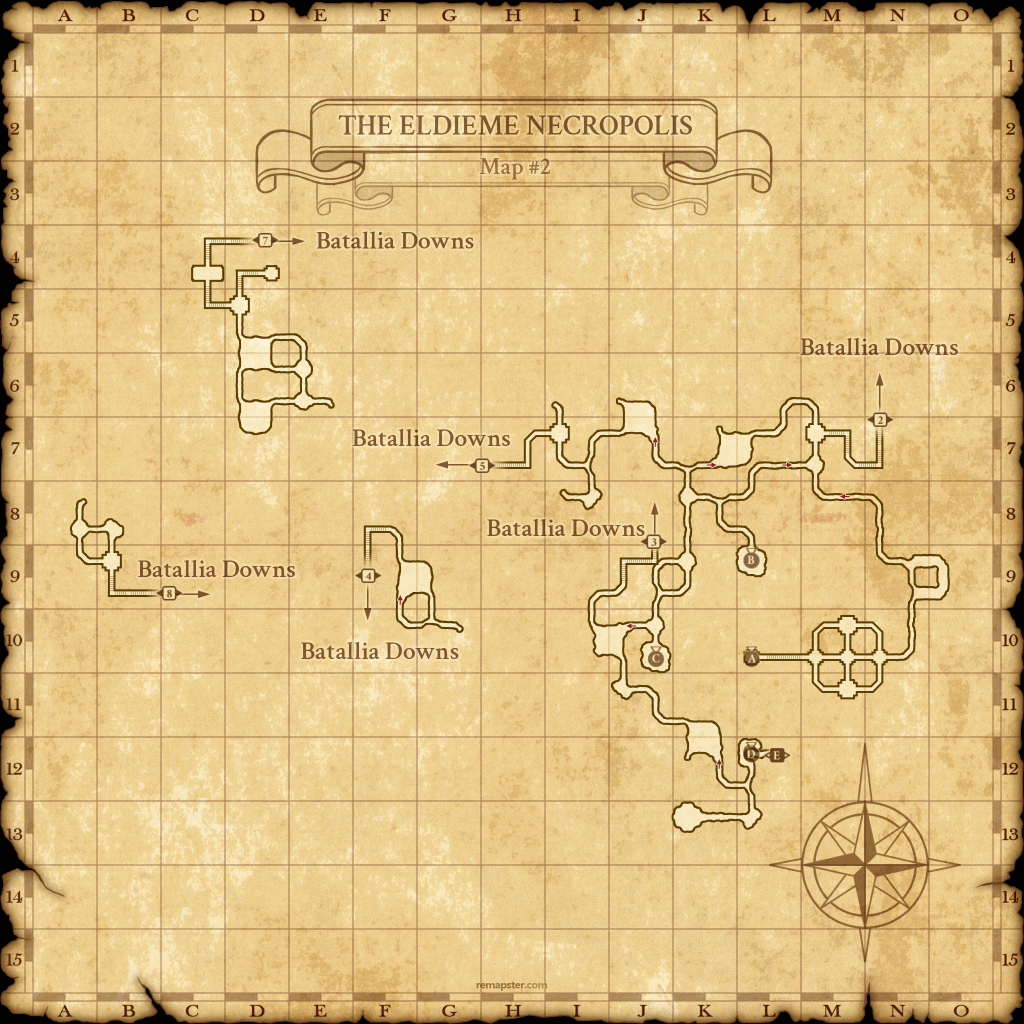 A B C D E F G H I J K L M N O
THE ELDIEME NECROPOLIS
Map #2
1 1
2 2
3 3
4 4
5 5
6 6
7 7
8 8
9 9
10 10
11 11
12 12
13 13
14 14
15 15
7 Batallia Downs
Batallia Downs
2
Batallia Downs
5
Batallia Downs
3
B
Batallia Downs
8
4
Batallia Downs
C
A
D E
remapster.com
A B C D E F G H I J K L M N O